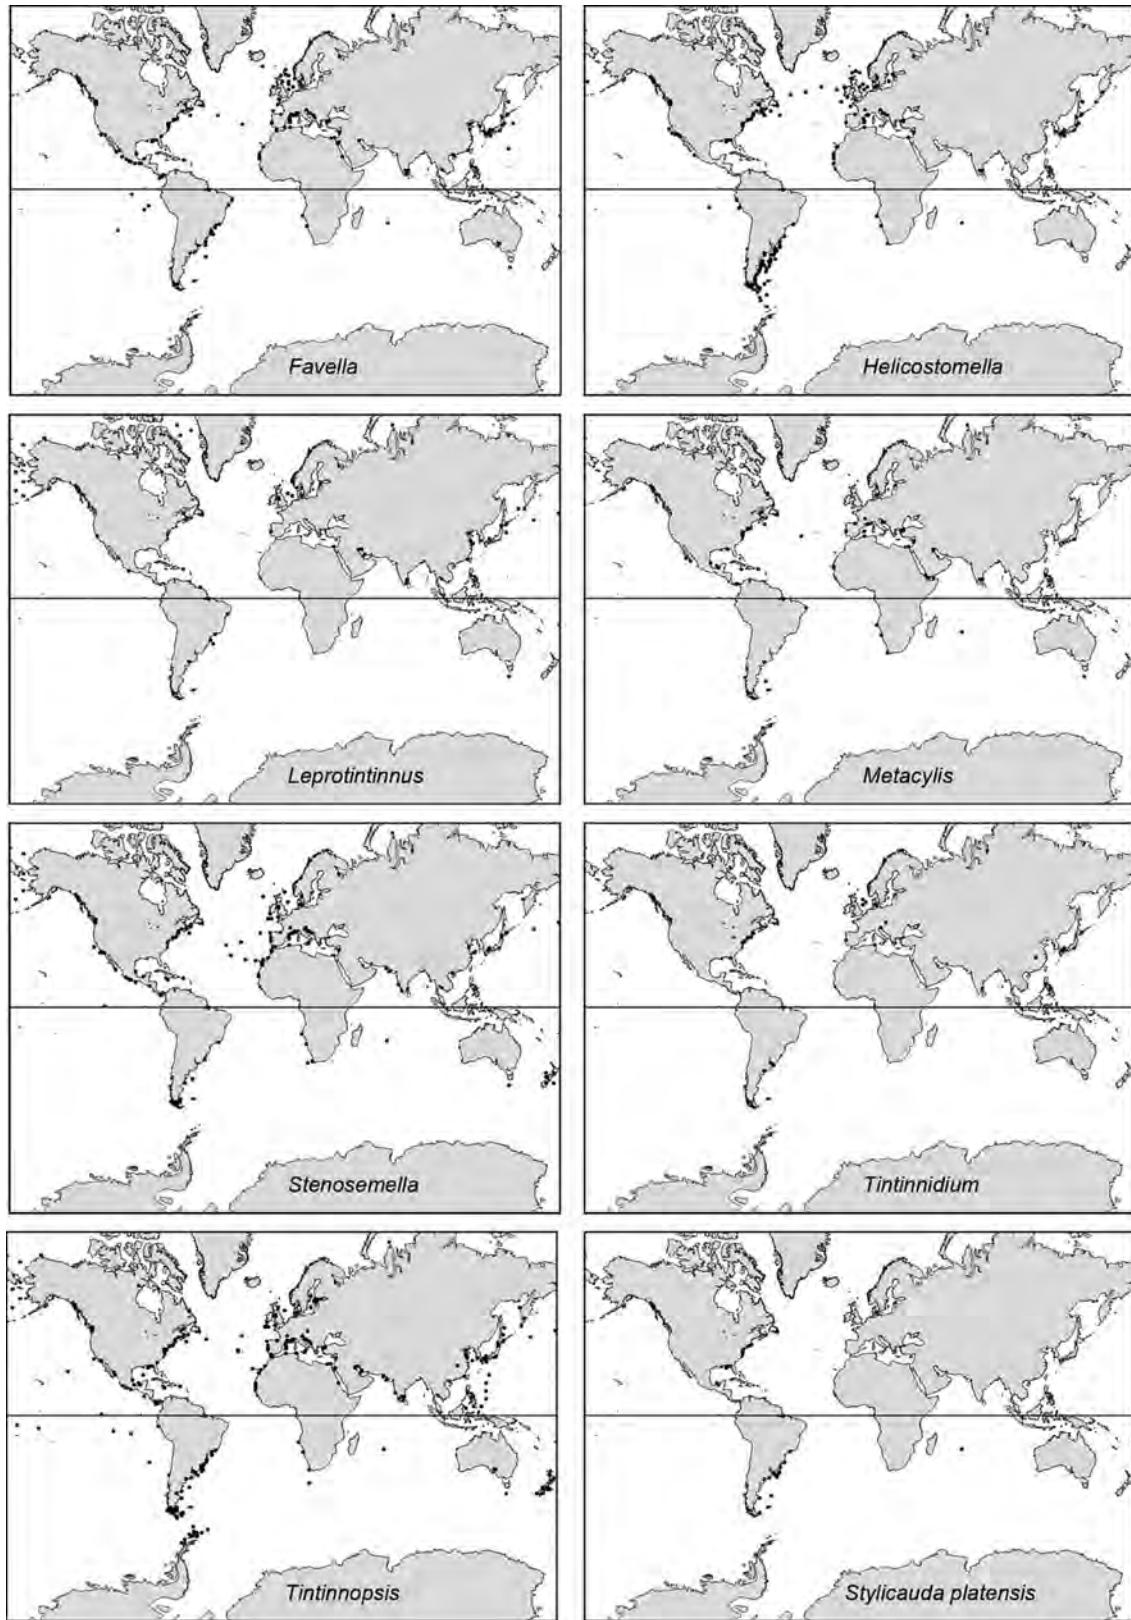 Favella
Helicostomella
Leprotintinnus
Metacylis
Stenosemella
Tintinnidium
Tintinnopsis
Stylicauda platensis